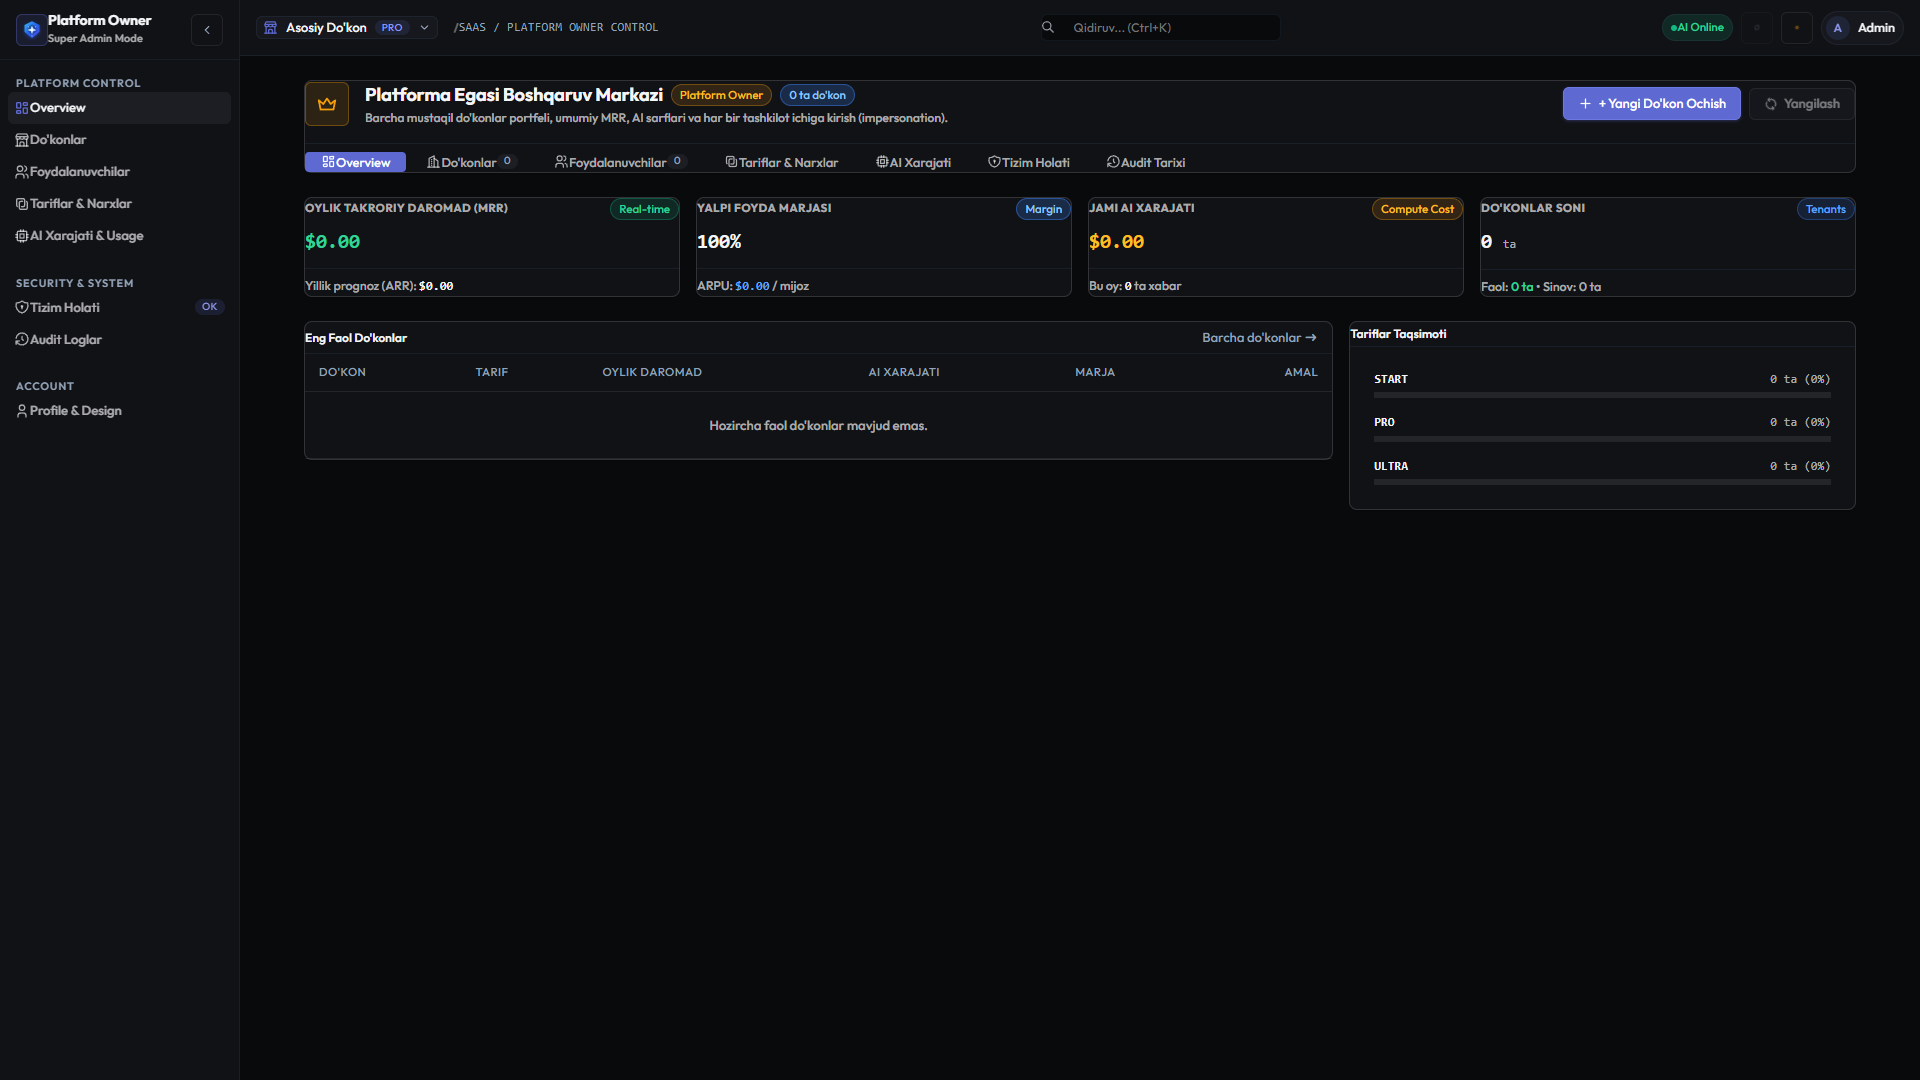 Platform Owner
Super Admin Mode
PLATFORM CONTROL
Overview
Do'konlar
Foydalanuvchilar
Tariflar & Narxlar
AI Xarajati & Usage
SECURITY & SYSTEM
Tizim Holati OK
Audit Loglar
ACCOUNT
Profile & Design
Asosiy Do'kon PRO /SAAS / PLATFORM OWNER CONTROL Qidiruv... (Ctrl+K) AI Online A Admin
Platforma Egasi Boshqaruv Markazi Platform Owner 0 ta do'kon
Barcha mustaqil do'konlar portfeli, umumiy MRR, AI sarflari va har bir tashkilot ichiga kirish (impersonation).
+ Yangi Do'kon Ochish Yangilash
Overview Do'konlar 0 Foydalanuvchilar 0 Tariflar & Narxlar AI Xarajati Tizim Holati Audit Tarixi
OYLIK TAKRORIY DAROMAD (MRR) Real-time
$0.00
Yillik prognoz (ARR): $0.00
YALPI FOYDA MARJASI Margin
100%
ARPU: $0.00 / mijoz
JAMI AI XARAJATI Compute Cost
$0.00
Bu oy: 0 ta xabar
DO'KONLAR SONI Tenants
0 ta
Faol: 0 ta • Sinov: 0 ta
Eng Faol Do'konlar Barcha do'konlar →
DO'KON TARIF OYLIK DAROMAD AI XARAJATI MARJA AMAL
Hozircha faol do'konlar mavjud emas.
Tariflar Taqsimoti
START 0 ta (0%)
PRO 0 ta (0%)
ULTRA 0 ta (0%)